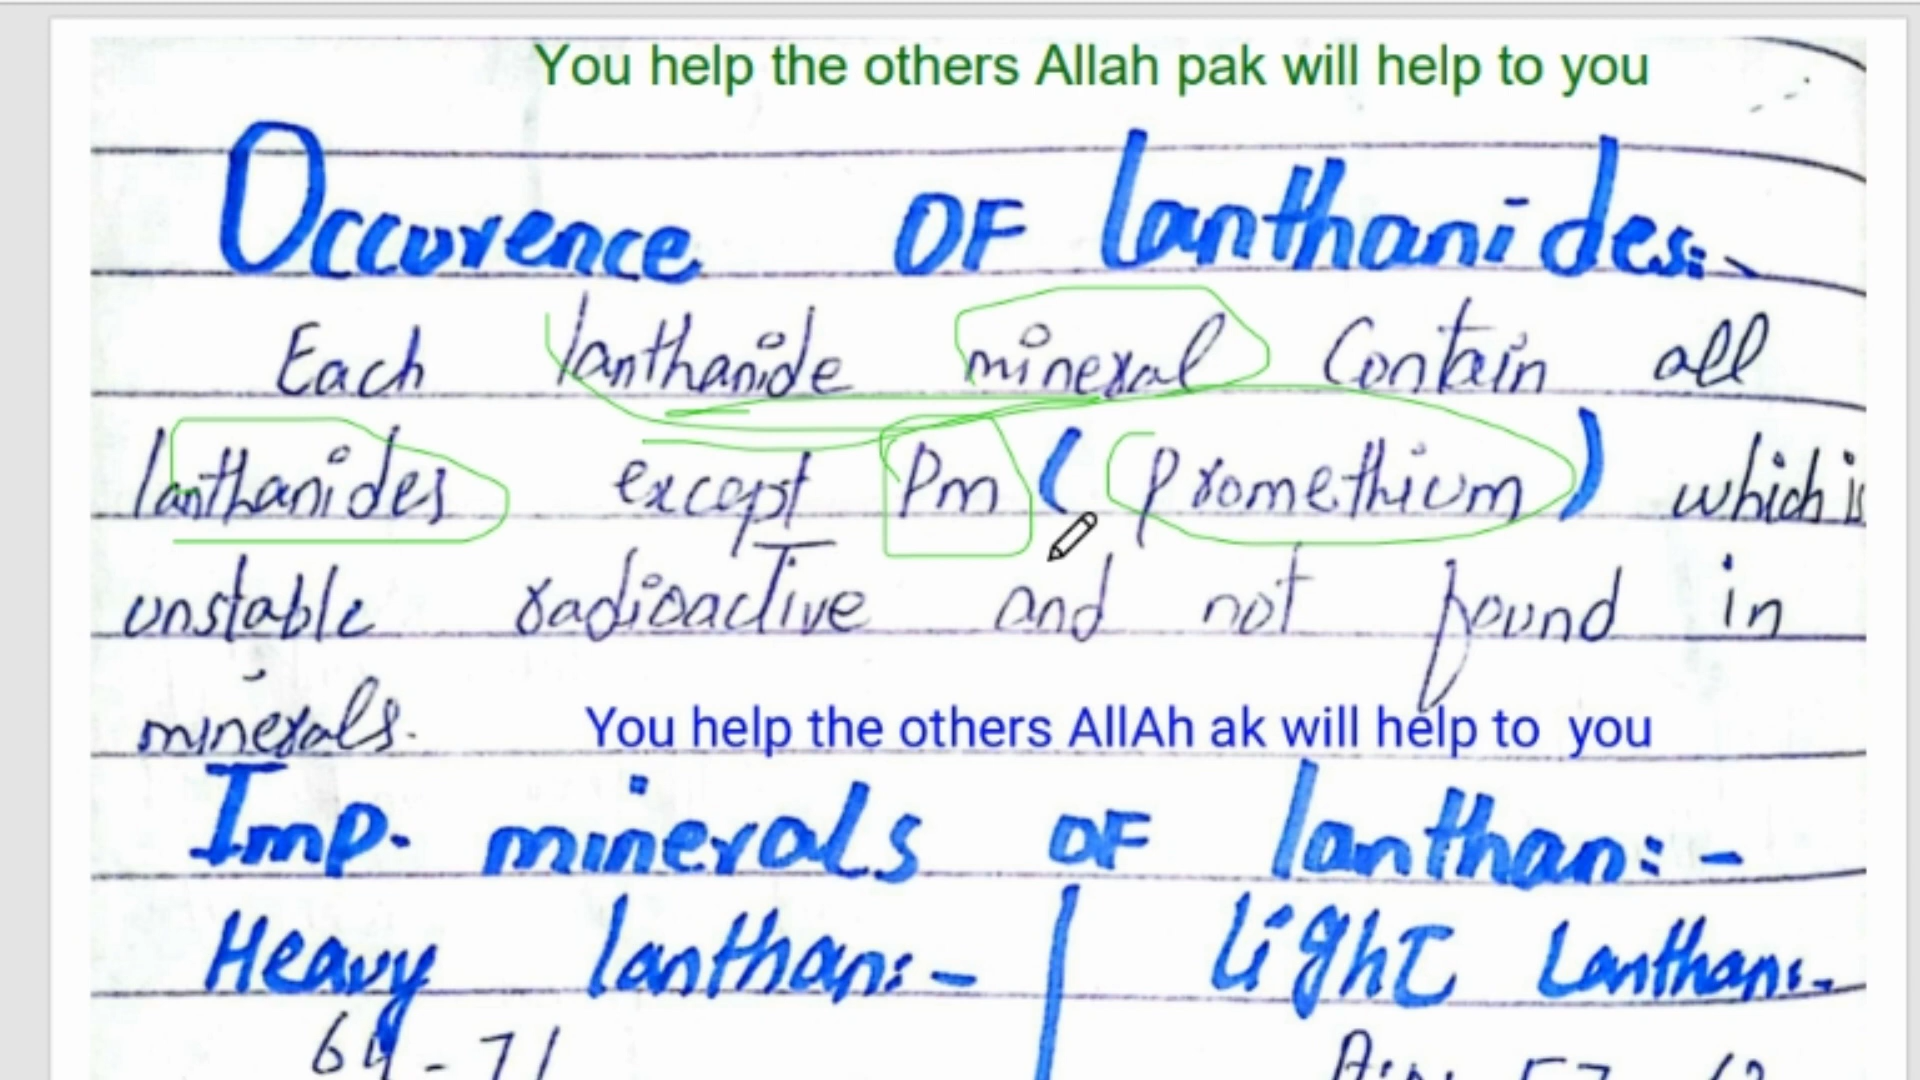 You help the others Allah pak will help to you
Occurence OF lanthanides:-
Each lanthanide mineral Contain all
lanthanides except Pm ( promethium ) which is
unstable radioactive and not found in
minerals.
You help the others AllAh ak will help to you
Imp. minerals OF lanthan:-
Heavy lanthan:- Light Lanthan:-
64 - 71